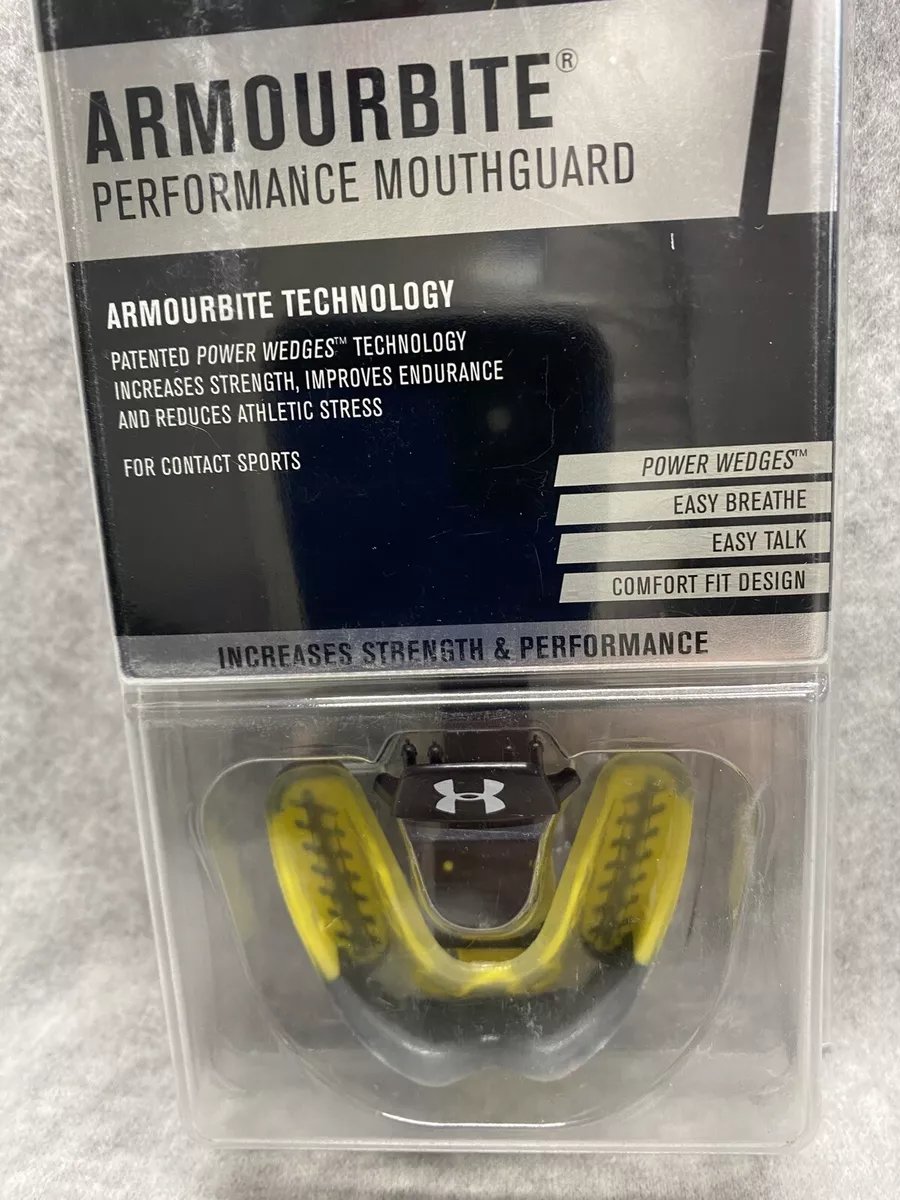 ARMOURBITE®
PERFORMANCE MOUTHGUARD
ARMOURBITE TECHNOLOGY
PATENTED POWER WEDGES™ TECHNOLOGY
INCREASES STRENGTH, IMPROVES ENDURANCE
AND REDUCES ATHLETIC STRESS
FOR CONTACT SPORTS
POWER WEDGES™
EASY BREATHE
EASY TALK
COMFORT FIT DESIGN
INCREASES STRENGTH & PERFORMANCE